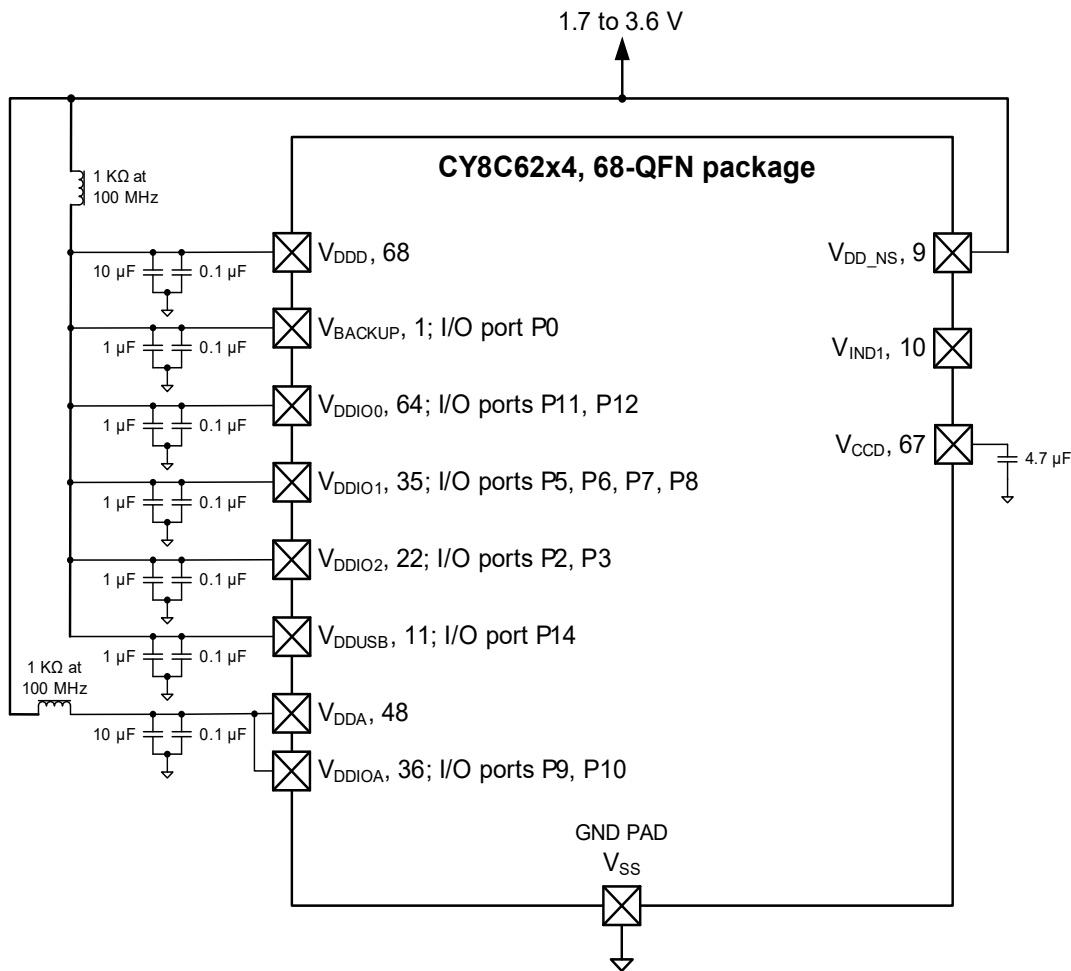 1.7 to 3.6 V
CY8C62x4, 68-QFN package
1 KΩ at
100 MHz
VDDD, 68
10 µF
0.1 µF
VBACKUP, 1; I/O port P0
1 µF
0.1 µF
VDDIO0, 64; I/O ports P11, P12
1 µF
0.1 µF
VDDIO1, 35; I/O ports P5, P6, P7, P8
1 µF
0.1 µF
VDDIO2, 22; I/O ports P2, P3
1 µF
0.1 µF
VDDUSB, 11; I/O port P14
1 µF
0.1 µF
1 KΩ at
100 MHz
VDDA, 48
10 µF
0.1 µF
VDDIOA, 36; I/O ports P9, P10
VDD_NS, 9
VIND1, 10
VCCD, 67
4.7 µF
GND PAD
VSS